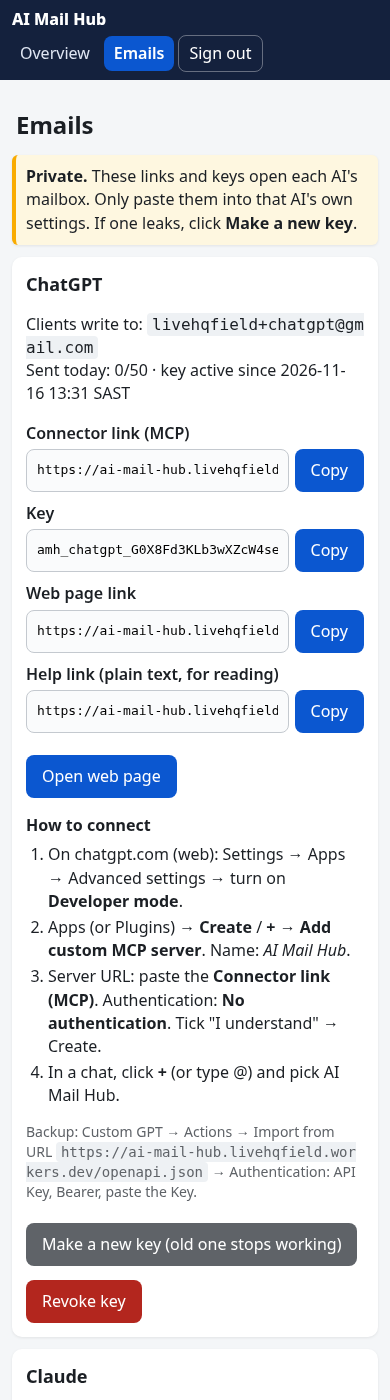 AI Mail Hub
Overview
Emails
Sign out
Emails
Private. These links and keys open each AI's
mailbox. Only paste them into that AI's own
settings. If one leaks, click Make a new key.
ChatGPT
Clients write to: livehqfield+chatgpt@gm
ail.com
Sent today: 0/50 · key active since 2026-11-
16 13:31 SAST
Connector link (MCP)
https://ai-mail-hub.livehqfield
Copy
Key
amh_chatgpt_G0X8Fd3KLb3wXZcW4se
Copy
Web page link
https://ai-mail-hub.livehqfield
Copy
Help link (plain text, for reading)
https://ai-mail-hub.livehqfield
Copy
Open web page
How to connect
1. On chatgpt.com (web): Settings → Apps
→ Advanced settings → turn on
Developer mode.
2. Apps (or Plugins) → Create / + → Add
custom MCP server. Name: AI Mail Hub.
3. Server URL: paste the Connector link
(MCP). Authentication: No
authentication. Tick "I understand" →
Create.
4. In a chat, click + (or type @) and pick AI
Mail Hub.
Backup: Custom GPT → Actions → Import from
URL https://ai-mail-hub.livehqfield.wor
kers.dev/openapi.json → Authentication: API
Key, Bearer, paste the Key.
Make a new key (old one stops working)
Revoke key
Claude